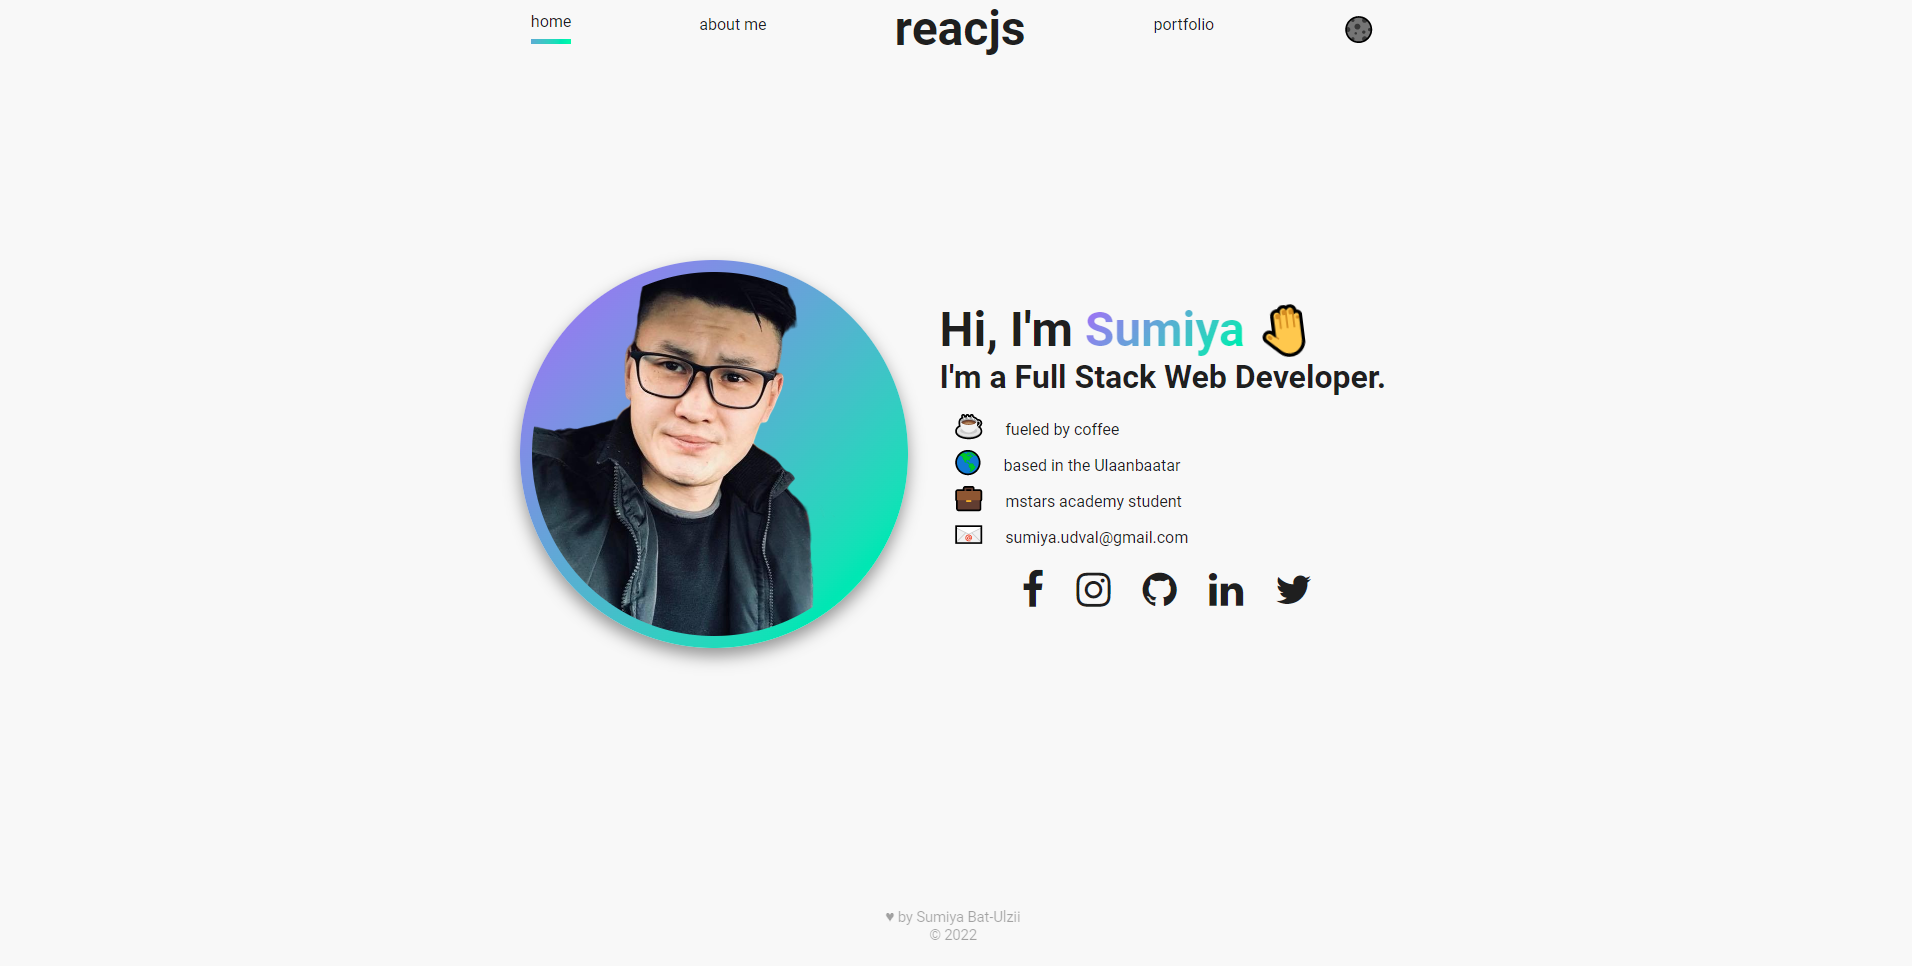 home
about me
reacjs
portfolio
Hi, I'm Sumiya 🤚
I'm a Full Stack Web Developer.
fueled by coffee
based in the Ulaanbaatar
mstars academy student
sumiya.udval@gmail.com
♥ by Sumiya Bat-Ulzii
© 2022